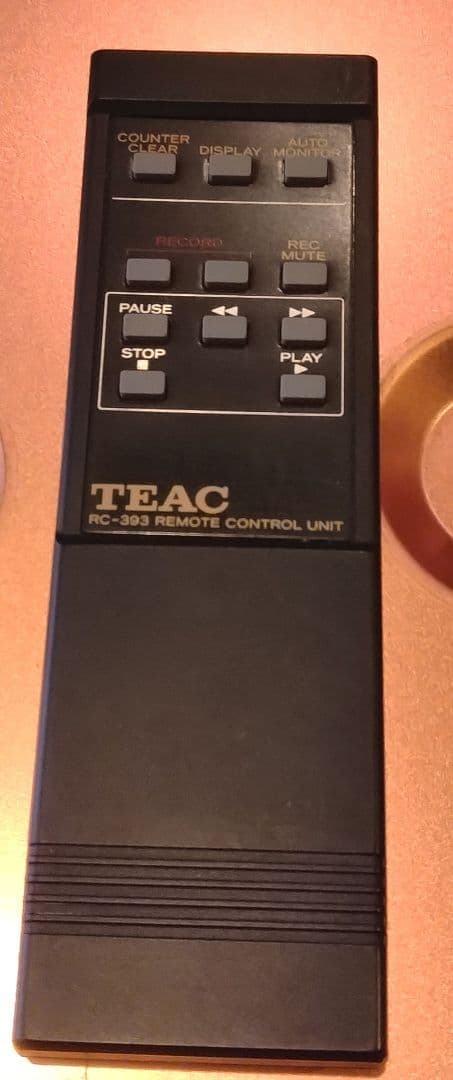 COUNTER
CLEAR
DISPLAY
AUTO
MONITOR
RECORD
REC
MUTE
PAUSE ◀◀ ▶▶
STOP
■
PLAY
▶
TEAC
RC-393 REMOTE CONTROL UNIT